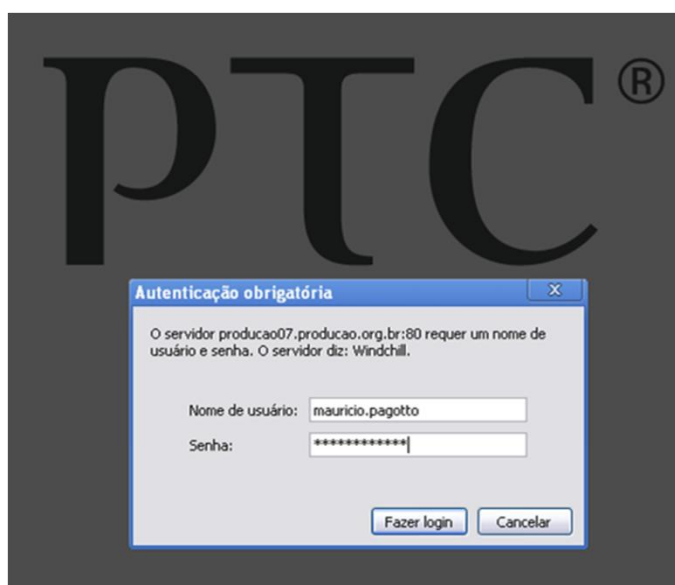 PTC®
Autenticação obrigatória
X
O servidor producao07.producao.org.br:80 requer um nome de
usuário e senha. O servidor diz: Windchill.
Nome de usuário: mauricio.pagotto
Senha: ************
Fazer login Cancelar